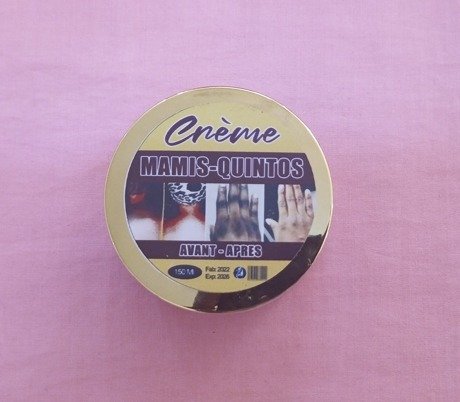 Crème
MAMIS-QUINTOS
AVANT - APRES
150 Ml
Fab: 2022
Exp: 2026